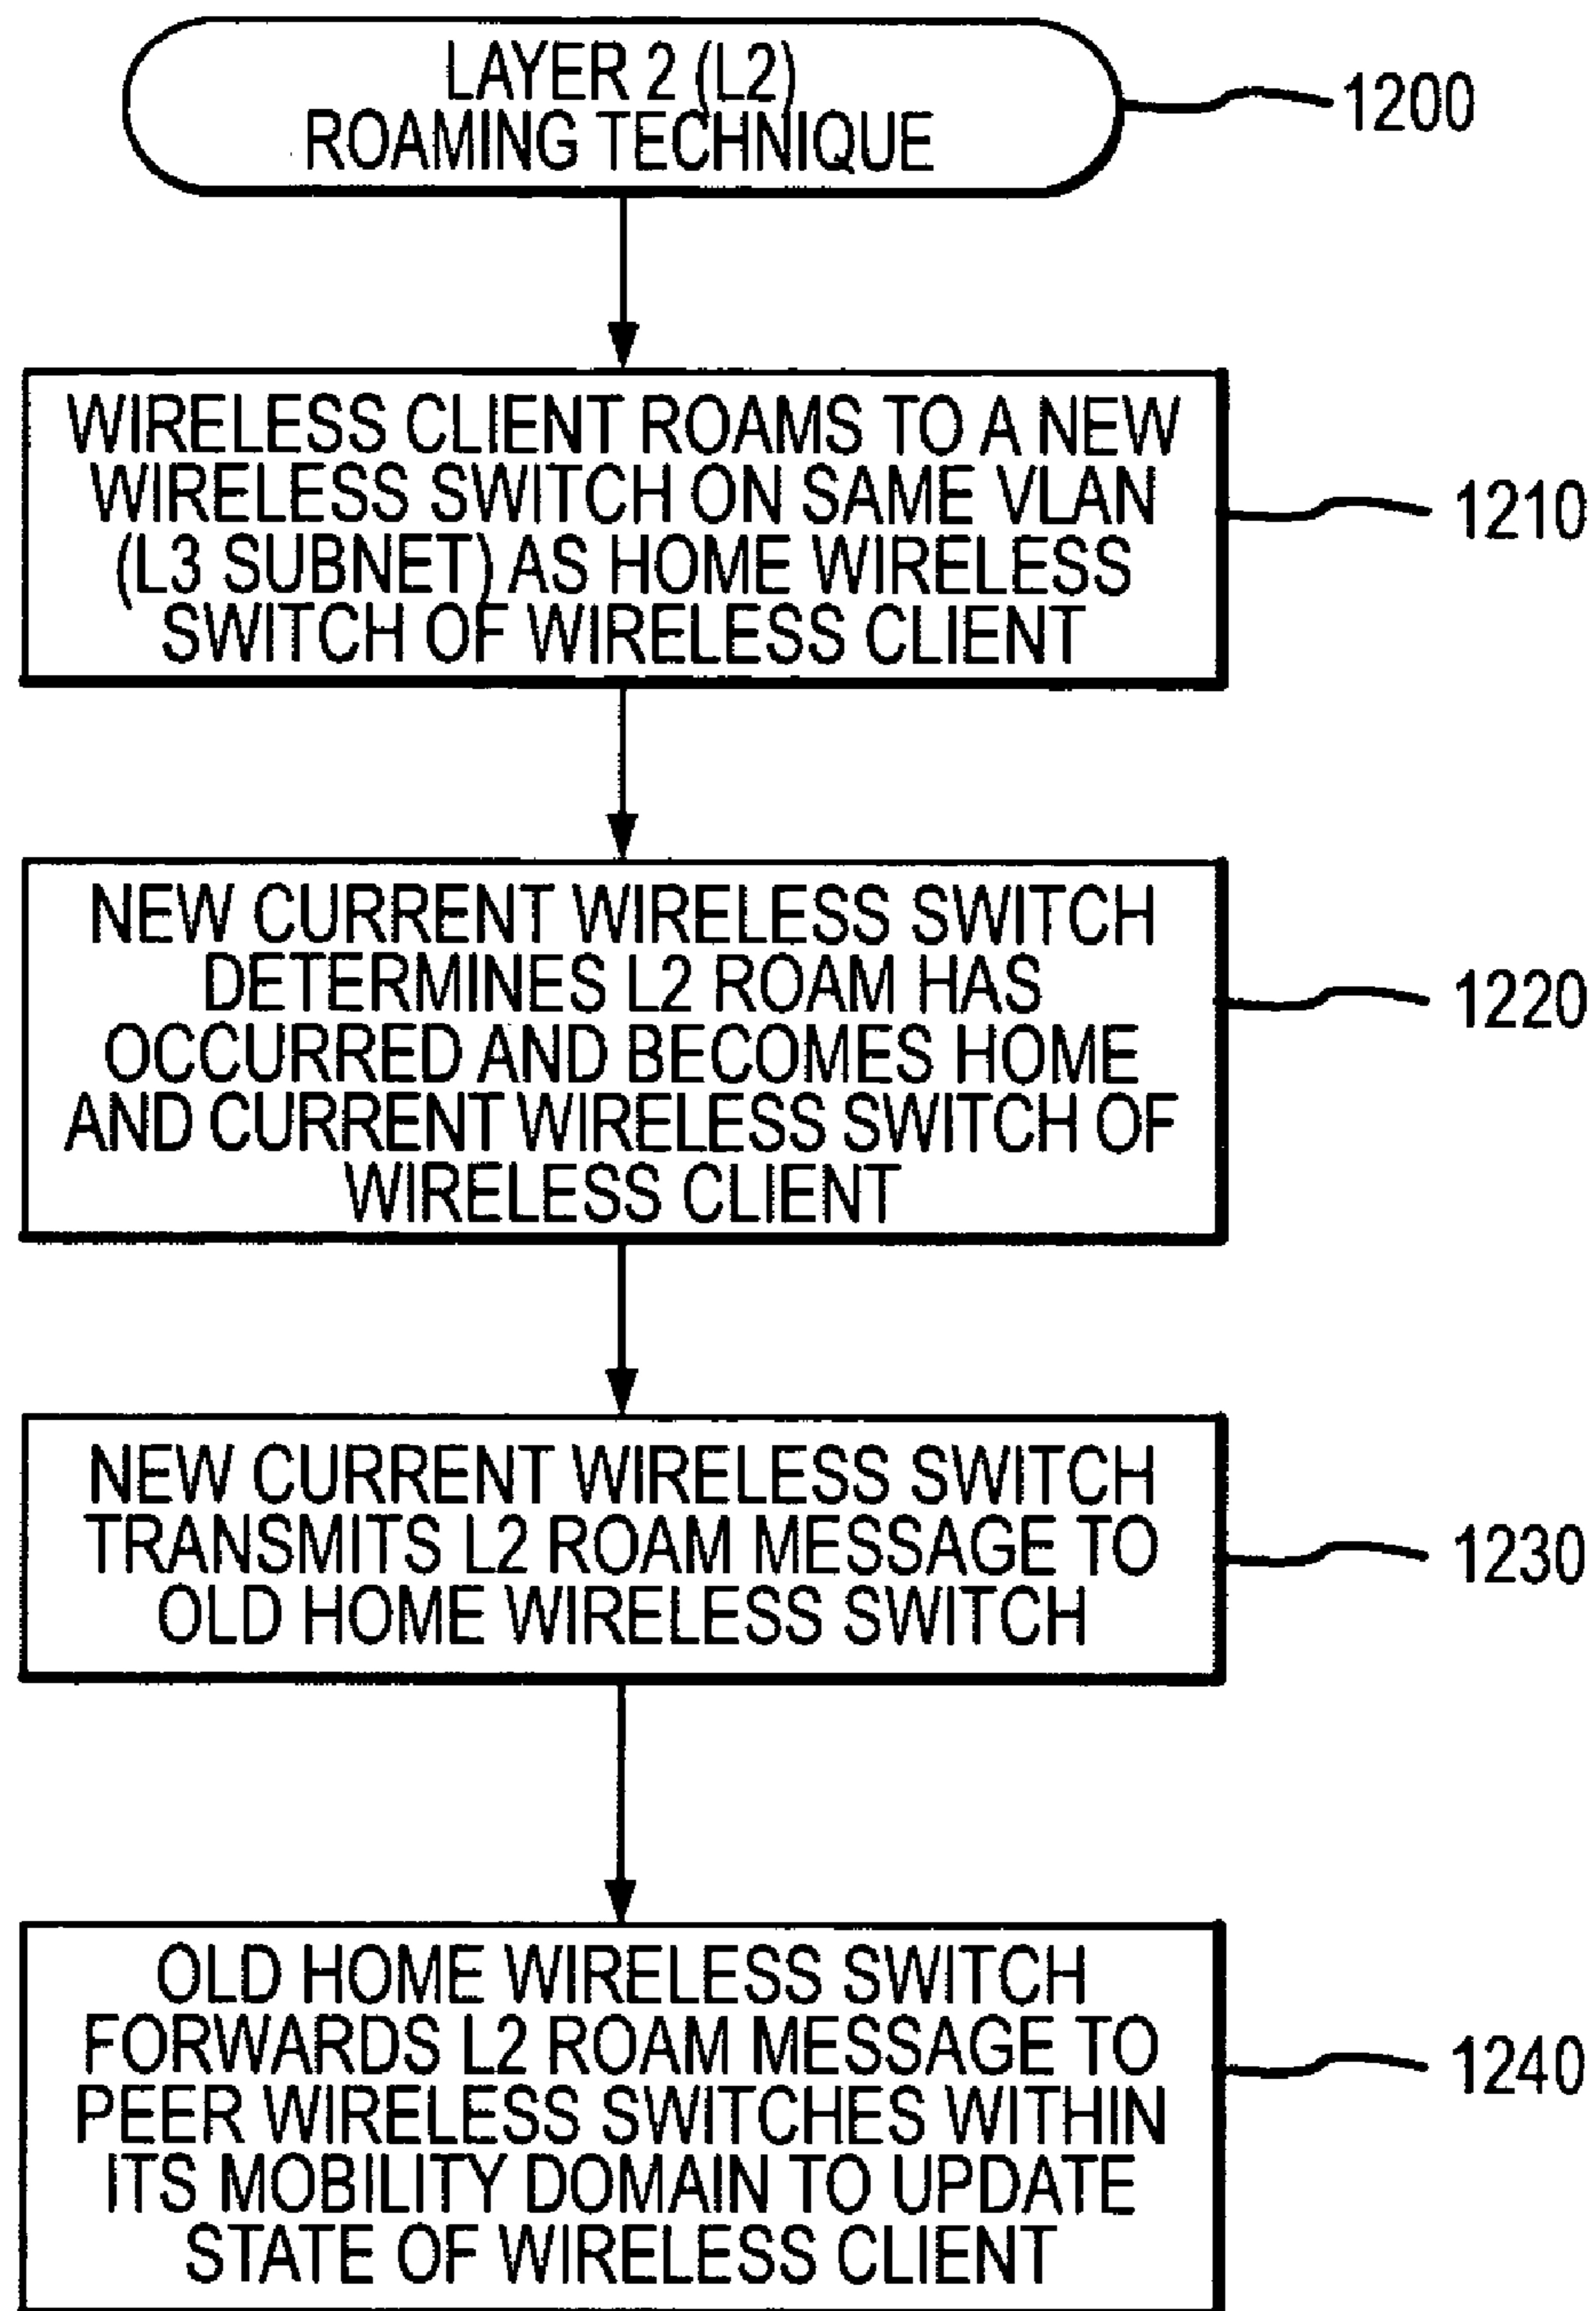 LAYER 2 (L2)
ROAMING TECHNIQUE
1200
WIRELESS CLIENT ROAMS TO A NEW
WIRELESS SWITCH ON SAME VLAN
(L3 SUBNET) AS HOME WIRELESS
SWITCH OF WIRELESS CLIENT
1210
NEW CURRENT WIRELESS SWITCH
DETERMINES L2 ROAM HAS
OCCURRED AND BECOMES HOME
AND CURRENT WIRELESS SWITCH OF
WIRELESS CLIENT
1220
NEW CURRENT WIRELESS SWITCH
TRANSMITS L2 ROAM MESSAGE TO
OLD HOME WIRELESS SWITCH
1230
OLD HOME WIRELESS SWITCH
FORWARDS L2 ROAM MESSAGE TO
PEER WIRELESS SWITCHES WITHIN
ITS MOBILITY DOMAIN TO UPDATE
STATE OF WIRELESS CLIENT
1240